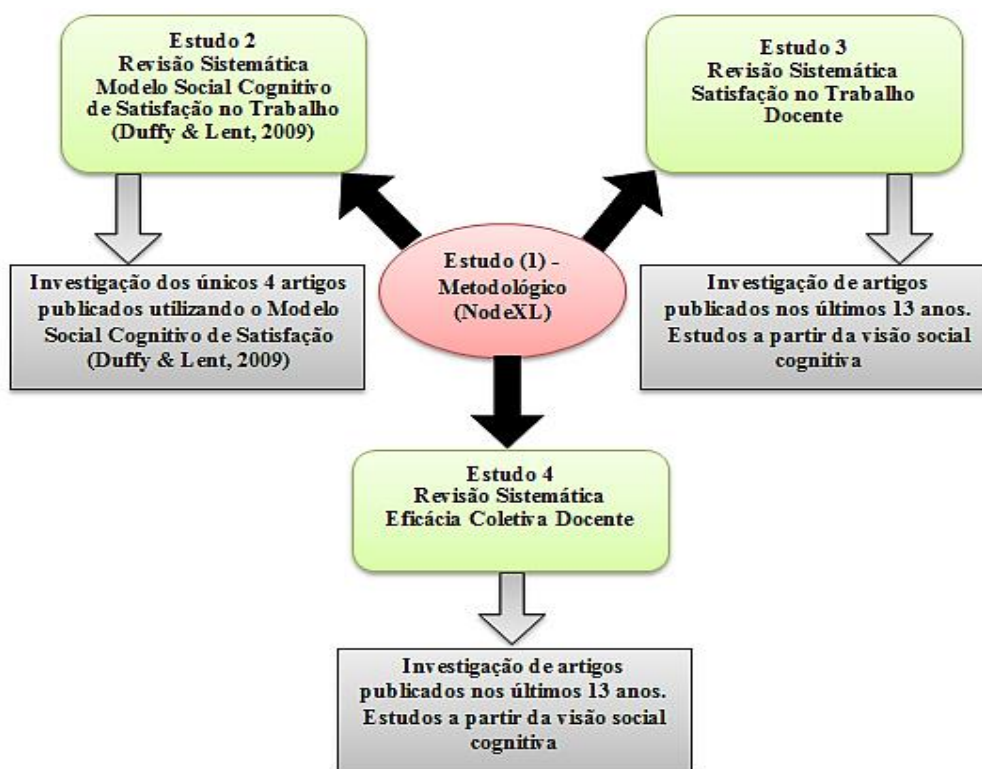 Estudo 2
Revisão Sistemática
Modelo Social Cognitivo
de Satisfação no Trabalho
(Duffy & Lent, 2009)
Estudo 3
Revisão Sistemática
Satisfação no Trabalho
Docente
Estudo (1) -
Metodológico
(NodeXL)
Investigação dos únicos 4 artigos
publicados utilizando o Modelo
Social Cognitivo de Satisfação
(Duffy & Lent, 2009)
Investigação de artigos
publicados nos últimos 13 anos.
Estudos a partir da visão social
cognitiva
Estudo 4
Revisão Sistemática
Eficácia Coletiva Docente
Investigação de artigos
publicados nos últimos 13 anos.
Estudos a partir da visão social
cognitiva